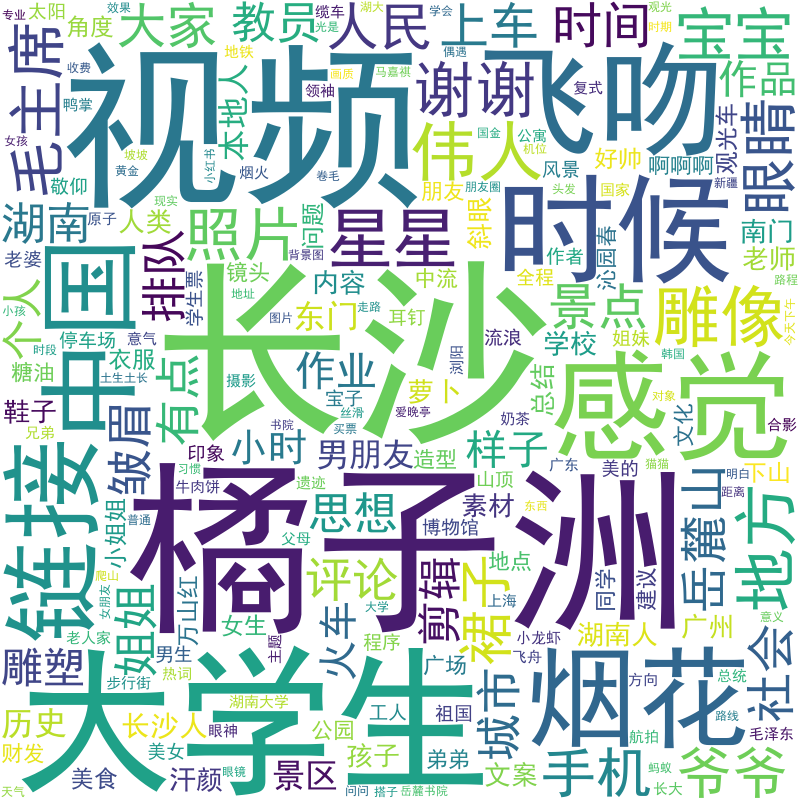 专业
太阳
效果
缆车
湖大
学会
观光
角度
大家
教员
光是
人民
上车
偶遇
时间
时期
宝宝
收费
地铁
画质
马嘉祺
毛主席
视频
领袖
谢谢
飞吻
复式
作品
鸭掌
本地人
伟人
国金
公寓
机位
观光车
眼睛
女孩
坡坡
小红书
烟火
卷毛
好帅
啊啊啊
黄金
敬仰
朋友
朋友圈
风景
国家
新疆
湖南
人类
照片
问题
星星
斜眼
时候
头发
现实
原子
中国
排队
背景图
镜头
内容
中流
作者
全程
沁园春
南门
老师
老婆
学生票
个人
地址
长沙
东门
耳钉
走路
景点
雕像
路程
小孩
停车场
意气
图片
流浪
学校
姐妹
今天下午
糖油
时段
衣服
有点
摄影
浏阳
韩国
土生土长
作业
宝子
萝卜
总结
感觉
鞋子
丝滑
爱晚亭
奶茶
对象
文化
合影
链接
兄弟
皱眉
小时
书院
买票
男朋友
造型
样子
印象
习惯
山顶
广东
美的
猫猫
明白
下山
橘子洲
牛肉饼
遗迹
思想
素材
东西
距离
小姐姐
普通
父母
博物馆
岳麓山
地方
爬山
女朋友
姐姐
万山红
评论
剪辑
地点
裙子
同学
建议
老人家
女生
火车
大学
上海
意义
雕塑
男生
主题
程序
小龙虾
湖南人
广州
步行街
热词
广场
飞舟
社会
大学生
烟花
历史
长沙人
湖南大学
眼神
公园
工人
祖国
城市
方向
总统
路线
财发
美女
孩子
弟弟
航拍
毛泽东
美食
汗颜
景区
文案
手机
爷爷
蚂蚁
天气
眼镜
问问
搭子
岳麓书院
长大